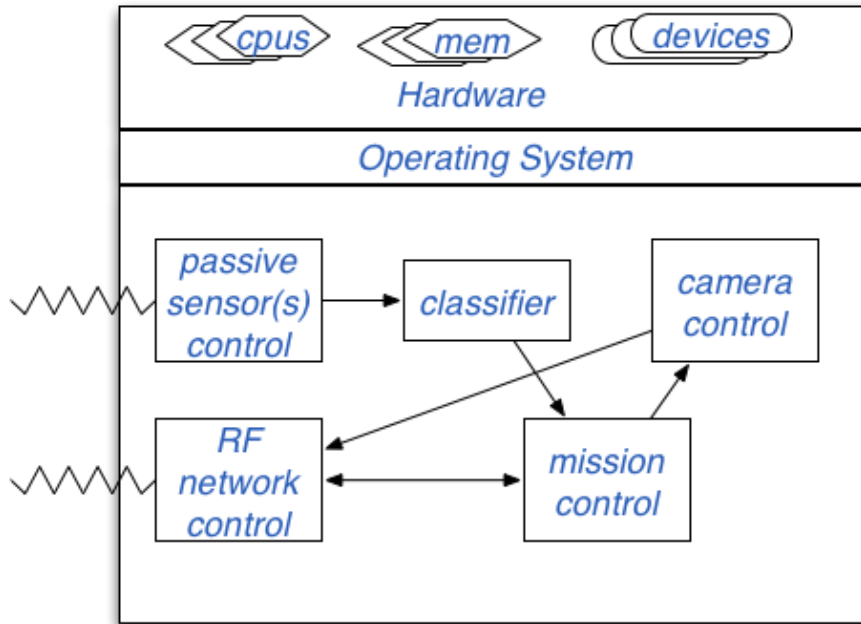 cpus
mem
devices
Hardware
Operating System
passive
sensor(s)
control
classifier
camera
control
RF
network
control
mission
control